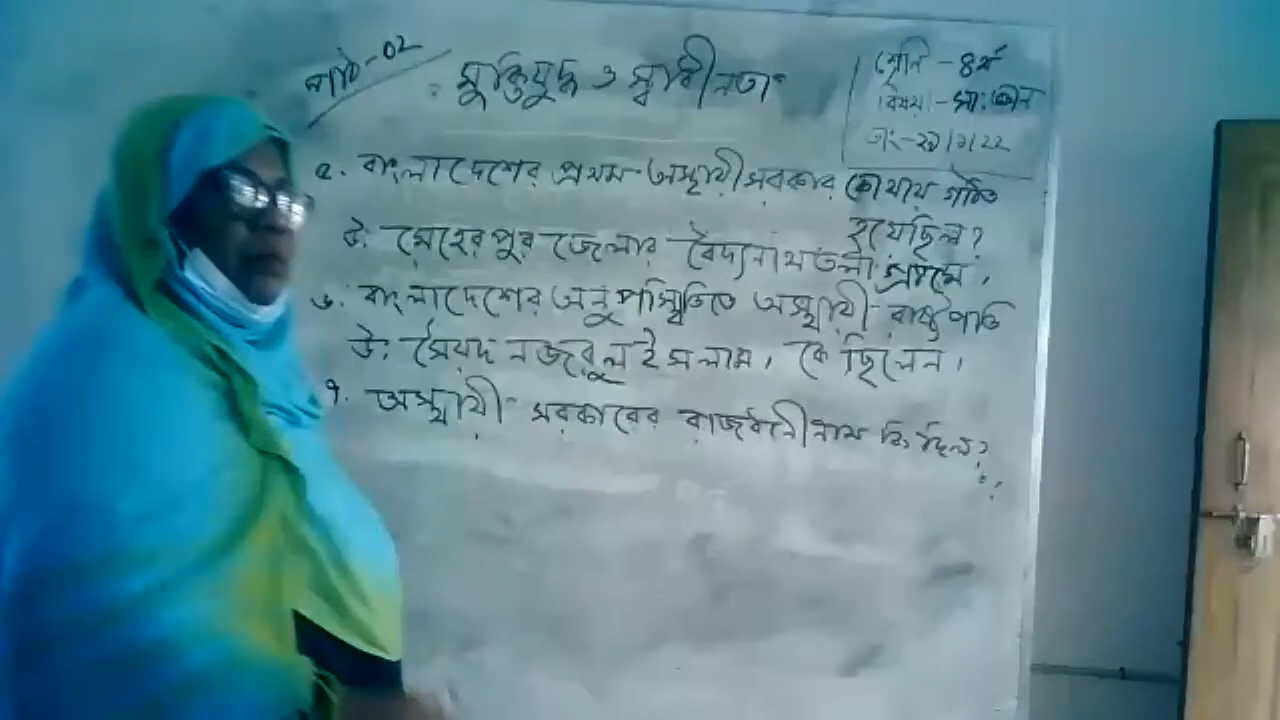 পাঠ-০২
মুক্তিযুদ্ধ ও স্বাধীনতা
শ্রেনি - ৪র্থ
বিষয় :- সা:
তাং-
৫. বাংলাদেশের প্রথম অস্থায়ী সরকার কোথায় গঠিত
হয়েছিল?
উ: মেহেরপুর জেলার বৈদ্যনাথতলা গ্রামে,
৬. বাংলাদেশের অনুপস্থিতিতে অস্থায়ী রাষ্ট্রপতি
কে ছিলেন।
উ: সৈয়দ নজরুল ইসলাম,
৭. অস্থায়ী সরকারের রাজধানী নাম কি ছিল?